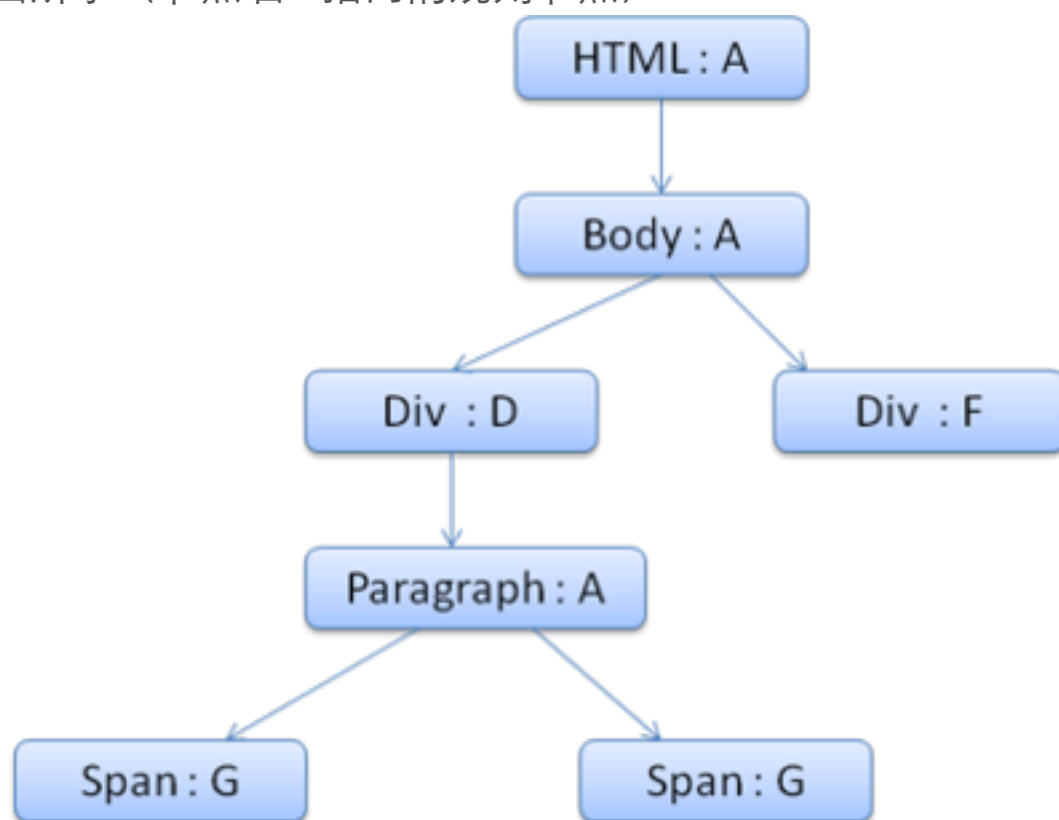 HTML : A
Body : A
Div : D
Div : F
Paragraph : A
Span : G
Span : G